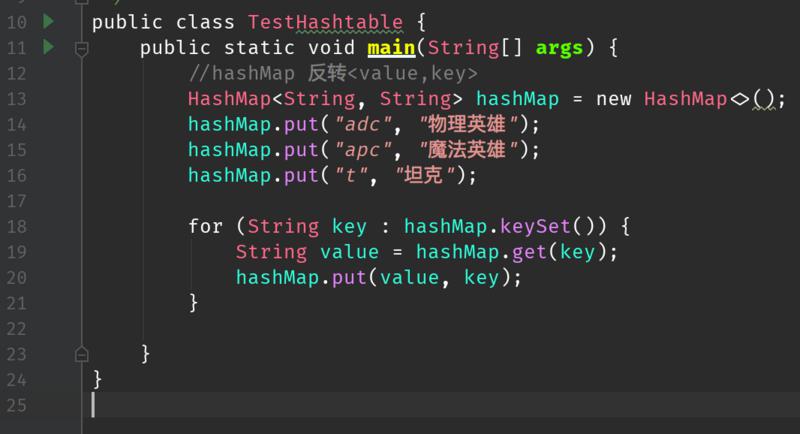 10 public class TestHashtable {
11 public static void main(String[] args) {
12 //hashMap 反转<value,key>
13 HashMap<String, String> hashMap = new HashMap<>();
14 hashMap.put("adc", "物理英雄");
15 hashMap.put("apc", "魔法英雄");
16 hashMap.put("t", "坦克");
17
18 for (String key : hashMap.keySet()) {
19 String value = hashMap.get(key);
20 hashMap.put(value, key);
21 }
22
23 }
24 }
25